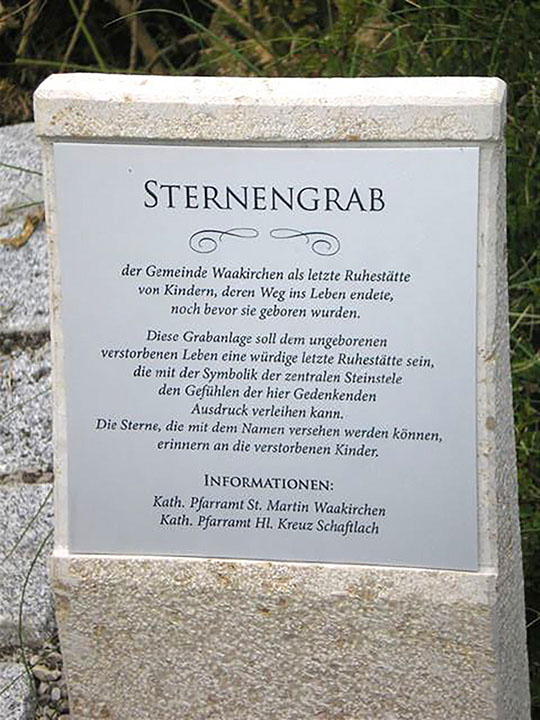 STERNENGRAB
der Gemeinde Waakirchen als letzte Ruhestätte
von Kindern, deren Weg ins Leben endete,
noch bevor sie geboren wurden.
Diese Grabanlage soll dem ungeborenen
verstorbenen Leben eine würdige letzte Ruhestätte sein,
die mit der Symbolik der zentralen Steinstele
den Gefühlen der hier Gedenkenden
Ausdruck verleihen kann.
Die Sterne, die mit dem Namen versehen werden können,
erinnern an die verstorbenen Kinder.
INFORMATIONEN:
Kath. Pfarramt St. Martin Waakirchen
Kath. Pfarramt Hl. Kreuz Schaftlach